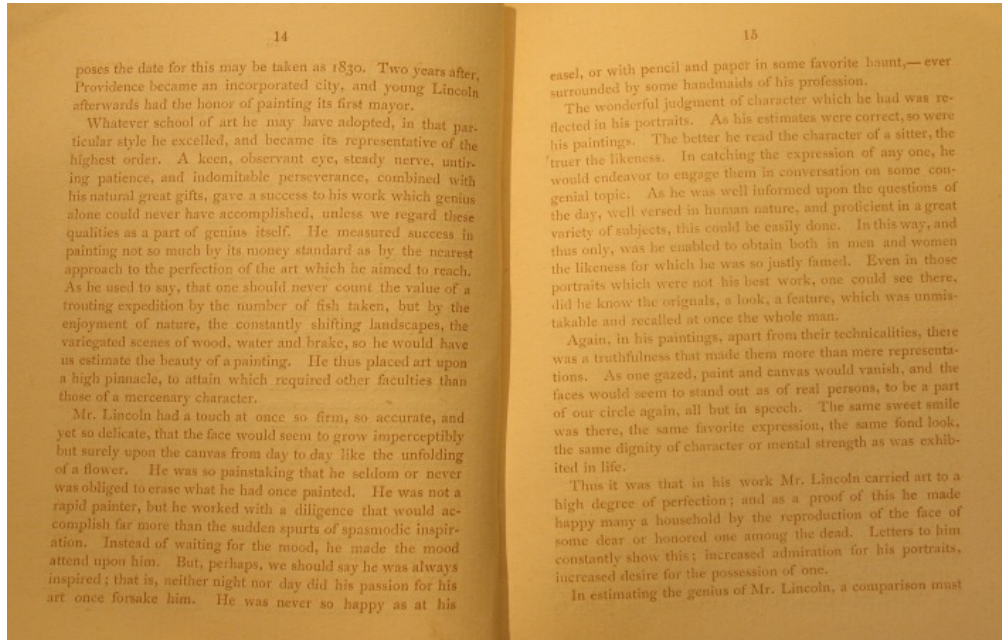 14
poses the date for this may be taken as 1830. Two years after,
Providence became an incorporated city, and young Lincoln
afterwards had the honor of painting its first mayor.
Whatever school of art he may have adopted, in that par-
ticular style he excelled, and became its representative of the
highest order. A keen, observant eye, steady nerve, untir-
ing patience, and indomitable perseverance, combined with
his natural great gifts, gave a success to his work which genius
alone could never have accomplished, unless we regard these
qualities as a part of genius itself. He measured success in
painting not so much by its money standard as by the nearest
approach to the perfection of the art which he aimed to reach.
As he used to say, that one should never count the value of a
trouting expedition by the number of fish taken, but by the
enjoyment of nature, the constantly shifting landscapes, the
variegated scenes of wood, water and brake, so he would have
us estimate the beauty of a painting. He thus placed art upon
a high pinnacle, to attain which required other faculties than
those of a mercenary character.
Mr. Lincoln had a touch at once so firm, so accurate, and
yet so delicate, that the face would seem to grow imperceptibly
but surely upon the canvas from day to day like the unfolding
of a flower. He was so painstaking that he seldom or never
was obliged to erase what he had once painted. He was not a
rapid painter, but he worked with a diligence that would ac-
complish far more than the sudden spurts of spasmodic inspir-
ation. Instead of waiting for the mood, he made the mood
attend upon him. But, perhaps, we should say he was always
inspired; that is, neither night nor day did his passion for his
art once forsake him. He was never so happy as at his
15
easel, or with pencil and paper in some favorite haunt,— ever
surrounded by some handmaids of his profession.
The wonderful judgment of character which he had was re-
flected in his portraits. As his estimates were correct, so were
his paintings. The better he read the character of a sitter, the
truer the likeness. In catching the expression of any one, he
would endeavor to engage them in conversation on some con-
genial topic. As he was well informed upon the questions of
the day, well versed in human nature, and proficient in a great
variety of subjects, this could be easily done. In this way, and
thus only, was he enabled to obtain both in men and women
the likeness for which he was so justly famed. Even in those
portraits which were not his best work, one could see there,
did he know the orignals, a look, a feature, which was unmis-
takable and recalled at once the whole man.
Again, in his paintings, apart from their technicalities, there
was a truthfulness that made them more than mere representa-
tions. As one gazed, paint and canvas would vanish, and the
faces would seem to stand out as of real persons, to be a part
of our circle again, all but in speech. The same sweet smile
was there, the same favorite expression, the same fond look,
the same dignity of character or mental strength as was exhib-
ited in life.
Thus it was that in his work Mr. Lincoln carried art to a
high degree of perfection; and as a proof of this he made
happy many a household by the reproduction of the face of
some dear or honored one among the dead. Letters to him
constantly show this; increased admiration for his portraits,
increased desire for the possession of one.
In estimating the genius of Mr. Lincoln, a comparison must